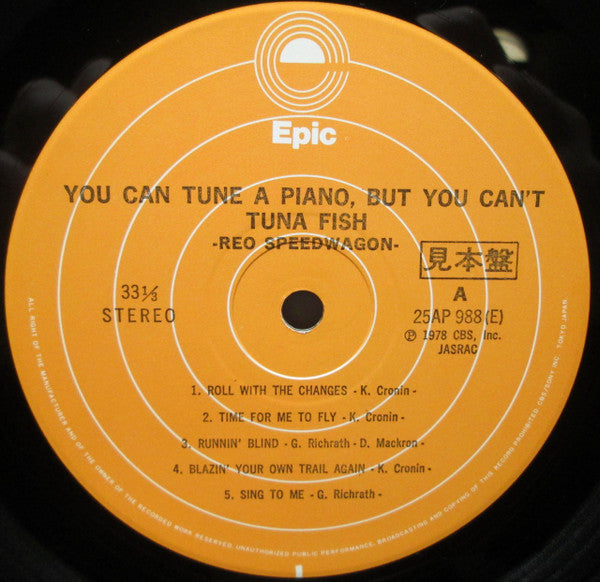 Epic
YOU CAN TUNE A PIANO, BUT YOU CAN'T
TUNA FISH
-REO SPEEDWAGON-
見本盤
33⅓
STEREO
A
25AP 988(E)
Ⓟ 1978 CBS, Inc.
JASRAC
1. ROLL WITH THE CHANGES - K. Cronin -
2. TIME FOR ME TO FLY - K. Cronin -
3. RUNNIN' BLIND - G. Richrath - D. Mackron -
4. BLAZIN' YOUR OWN TRAIL AGAIN - K. Cronin -
5. SING TO ME - G. Richrath -
ALL RIGHT OF THE MANUFACTURER AND OF THE OWNER OF THE RECORDED WORK RESERVED. UNAUTHORIZED PUBLIC PERFORMANCE, BROADCASTING AND COPYING OF THIS RECORD PROHIBITED. CBS/SONY INC. TOKYO JAPAN.